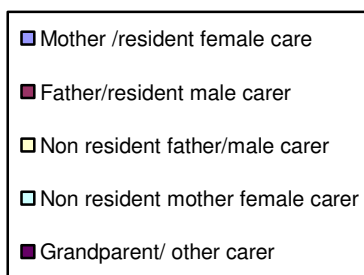 Mother /resident female care
Father/resident male carer
Non resident father/male carer
Non resident mother female carer
Grandparent/ other carer